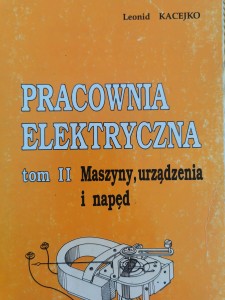 Leonid KACEJKO
PRACOWNIA
ELEKTRYCZNA
tom II Maszyny, urządzenia
i napęd